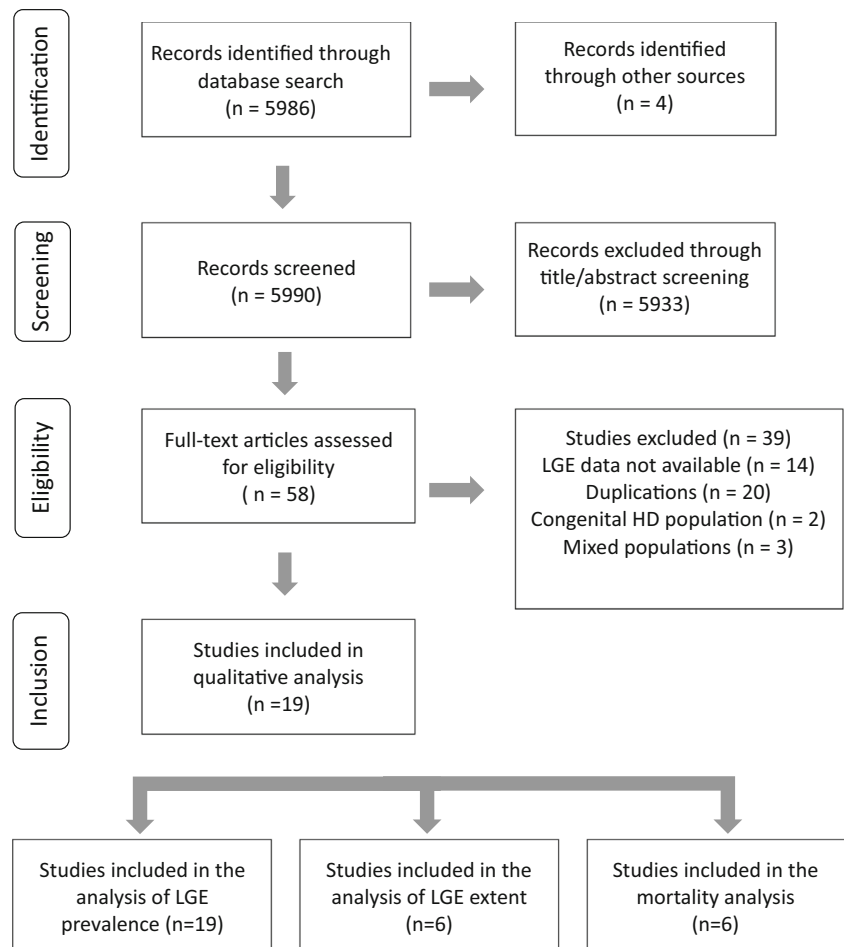 Identification
Records identified through
database search
(n = 5986)
Records identified
through other sources
(n = 4)
Screening
Records screened
(n = 5990)
Records excluded through
title/abstract screening
(n = 5933)
Eligibility
Full-text articles assessed
for eligibility
( n = 58)
Studies excluded (n = 39)
LGE data not available (n = 14)
Duplications (n = 20)
Congenital HD population (n = 2)
Mixed populations (n = 3)
Inclusion
Studies included in
qualitative analysis
(n =19)
Studies included in the
analysis of LGE
prevalence (n=19)
Studies included in the
analysis of LGE extent
(n=6)
Studies included in the
mortality analysis
(n=6)